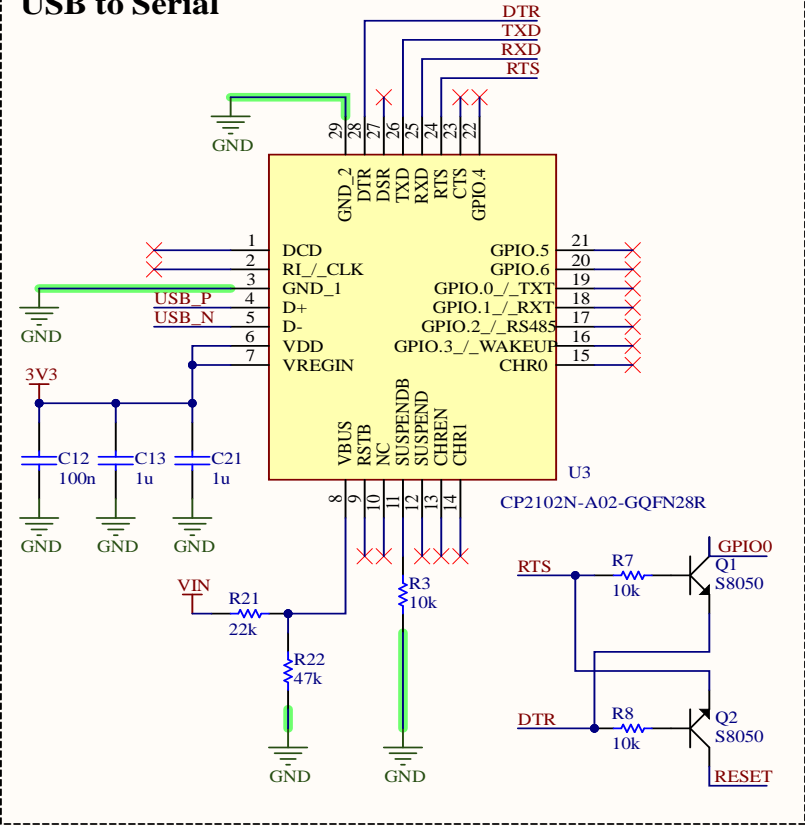 USB to Serial
DTR
TXD
RXD
RTS
GND
29
28
27
26
25
24
23
22
GND_2
DTR
DSR
TXD
RXD
RTS
CTS
GPIO.4
1 DCD
2 RI_/_CLK
3 GND_1
USB_P 4 D+
USB_N 5 D-
6 VDD
7 VREGIN
GND
GPIO.5 21
GPIO.6 20
GPIO.0_/_TXT 19
GPIO.1_/_RXT 18
GPIO.2_/_RS485 17
GPIO.3_/_WAKEUP 16
CHR0 15
3V3
C12
100n
C13
1u
C21
1u
GND
GND
GND
VBUS
RSTB
NC
SUSPENDB
SUSPEND
CHREN
CHR1
8
9
10
11
12
13
14
U3
CP2102N-A02-GQFN28R
VIN
R21
22k
R22
47k
GND
R3
10k
GND
RTS
R7
10k
GPIO0
Q1
S8050
DTR
R8
10k
Q2
S8050
RESET